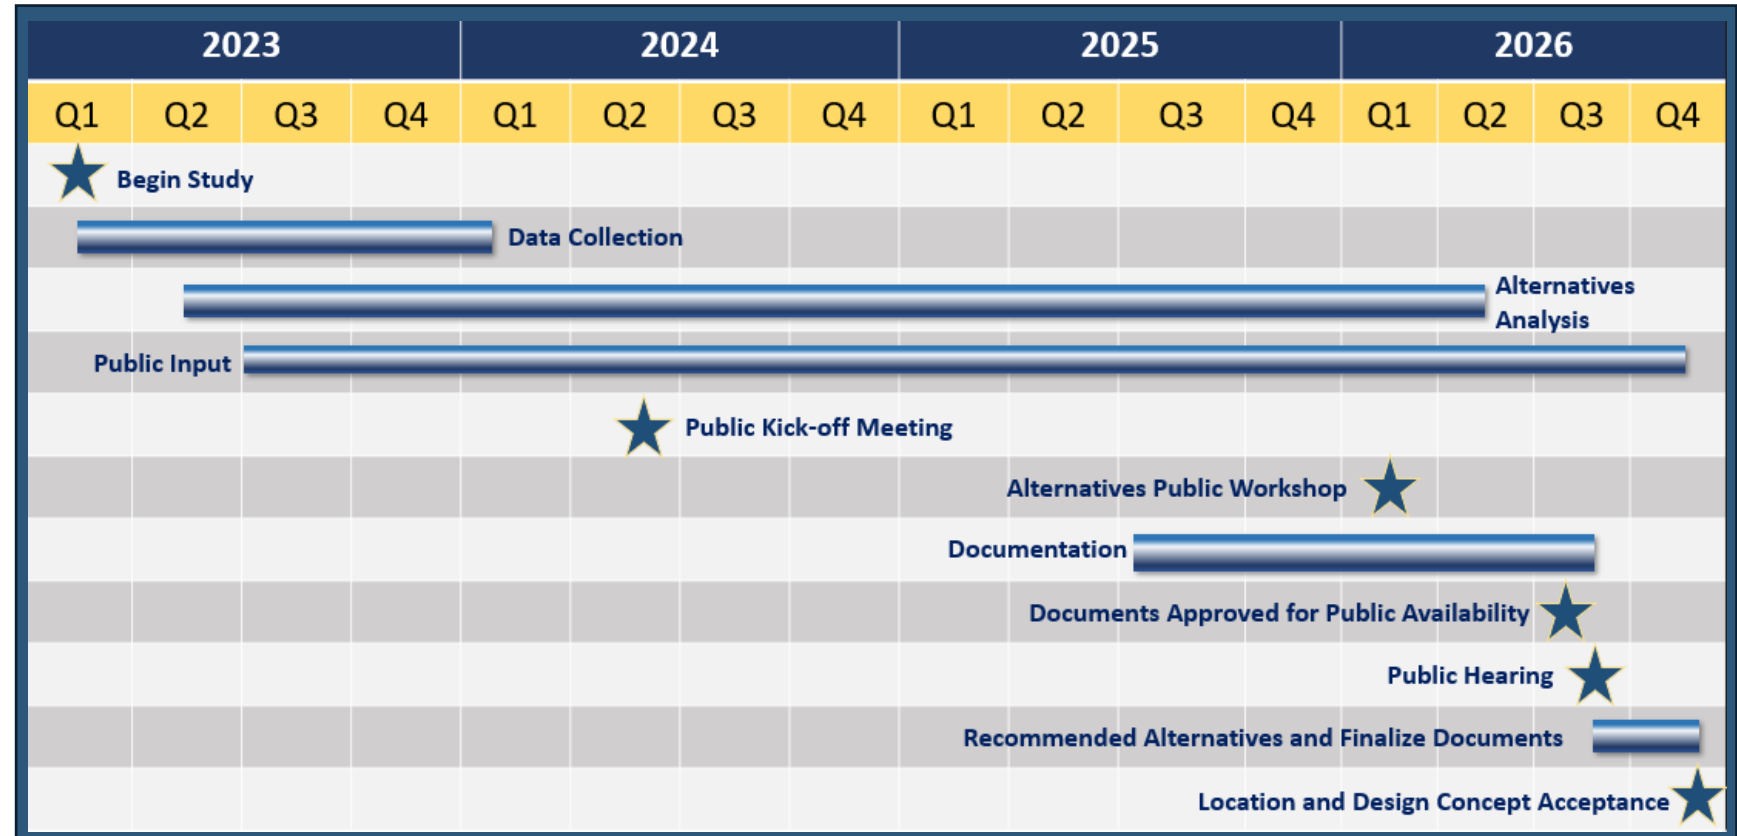 2023 2024 2025 2026
Q1 Q2 Q3 Q4 Q1 Q2 Q3 Q4 Q1 Q2 Q3 Q4 Q1 Q2 Q3 Q4
Begin Study
Data Collection
Alternatives
Analysis
Public Input
Public Kick-off Meeting
Alternatives Public Workshop
Documentation
Documents Approved for Public Availability
Public Hearing
Recommended Alternatives and Finalize Documents
Location and Design Concept Acceptance